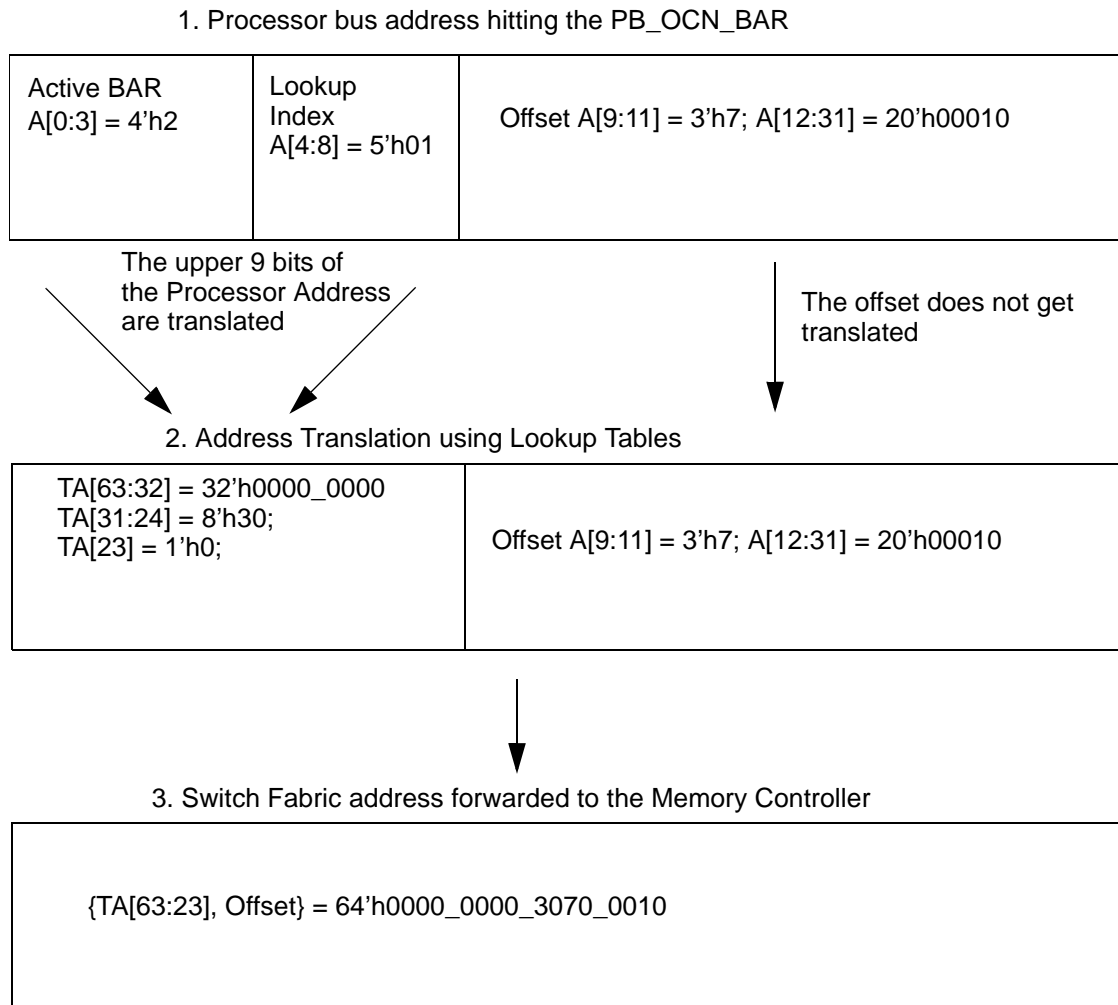 1. Processor bus address hitting the PB_OCN_BAR
Active BAR
A[0:3] = 4’h2
Lookup
Index
A[4:8] = 5’h01
Offset A[9:11] = 3’h7; A[12:31] = 20’h00010
The upper 9 bits of
the Processor Address
are translated
The offset does not get
translated
2. Address Translation using Lookup Tables
TA[63:32] = 32’h0000_0000
TA[31:24] = 8’h30;
TA[23] = 1’h0;
Offset A[9:11] = 3’h7; A[12:31] = 20’h00010
3. Switch Fabric address forwarded to the Memory Controller
{TA[63:23], Offset} = 64’h0000_0000_3070_0010